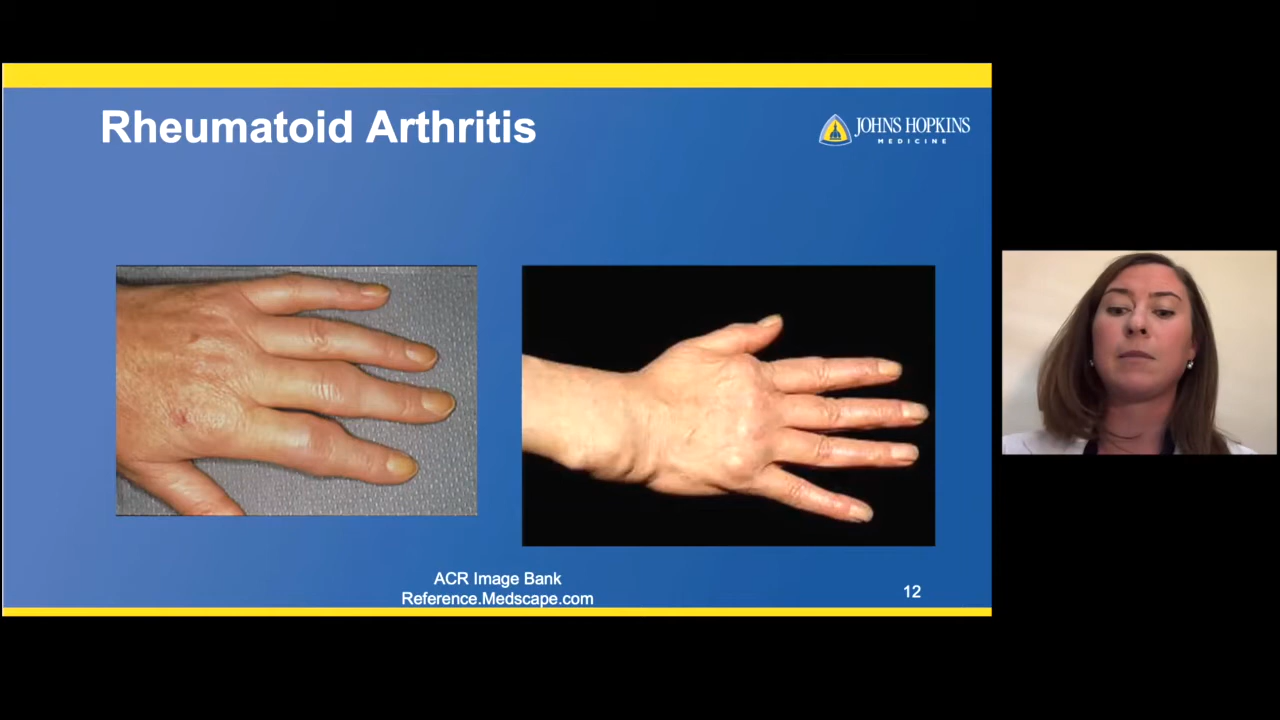 Rheumatoid Arthritis
JOHNS HOPKINS
MEDICINE
ACR Image Bank
Reference.Medscape.com
12